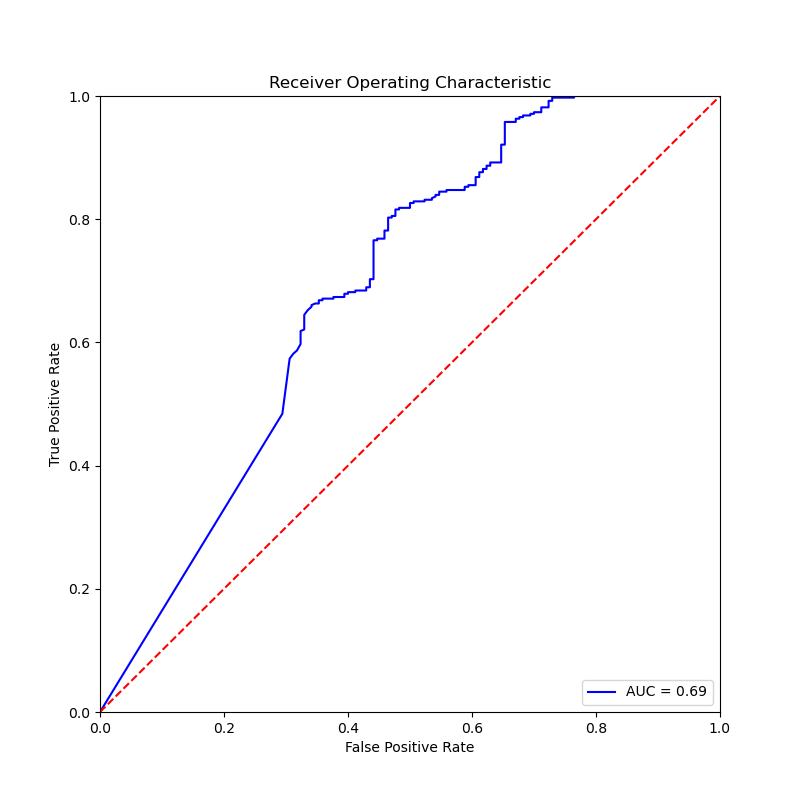 Receiver Operating Characteristic
1.0
0.8
0.6
0.4
0.2
0.0
True Positive Rate
AUC = 0.69
0.0 0.2 0.4 0.6 0.8 1.0
False Positive Rate